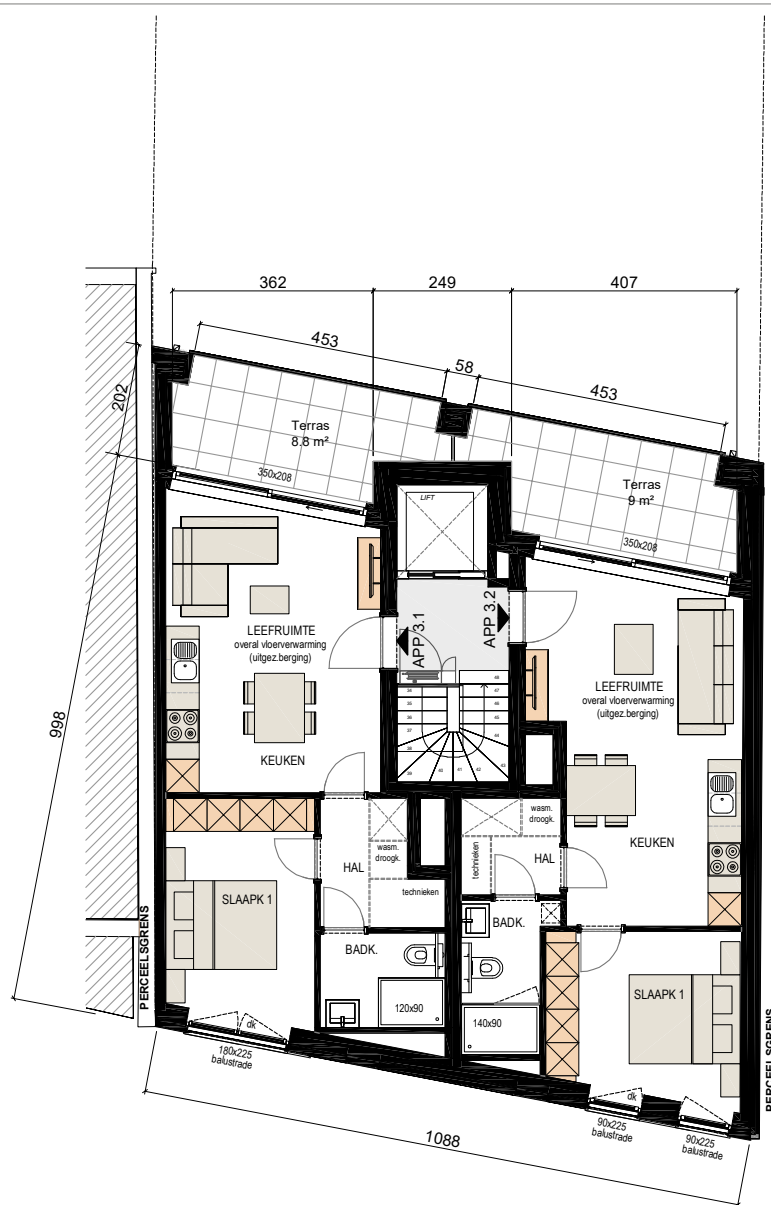 362
249
407
453
58
453
202
Terras
8.8 m²
Terras
9 m²
350x208
350x208
LIFT
APP 3.1
APP 3.2
LEEFRUIMTE
overal vloerverwarming
(uitgez.berging)
LEEFRUIMTE
overal vloerverwarming
(uitgez.berging)
998
KEUKEN
KEUKEN
wasm.
droogk.
wasm.
droogk.
HAL
HAL
technieken
technieken
SLAAPK 1
SLAAPK 1
BADK.
BADK.
120x90
140x90
dk
dk
180x225
balustrade
90x225
balustrade
90x225
balustrade
PERCEELSGRENS
PERCEELSGRENS
1088